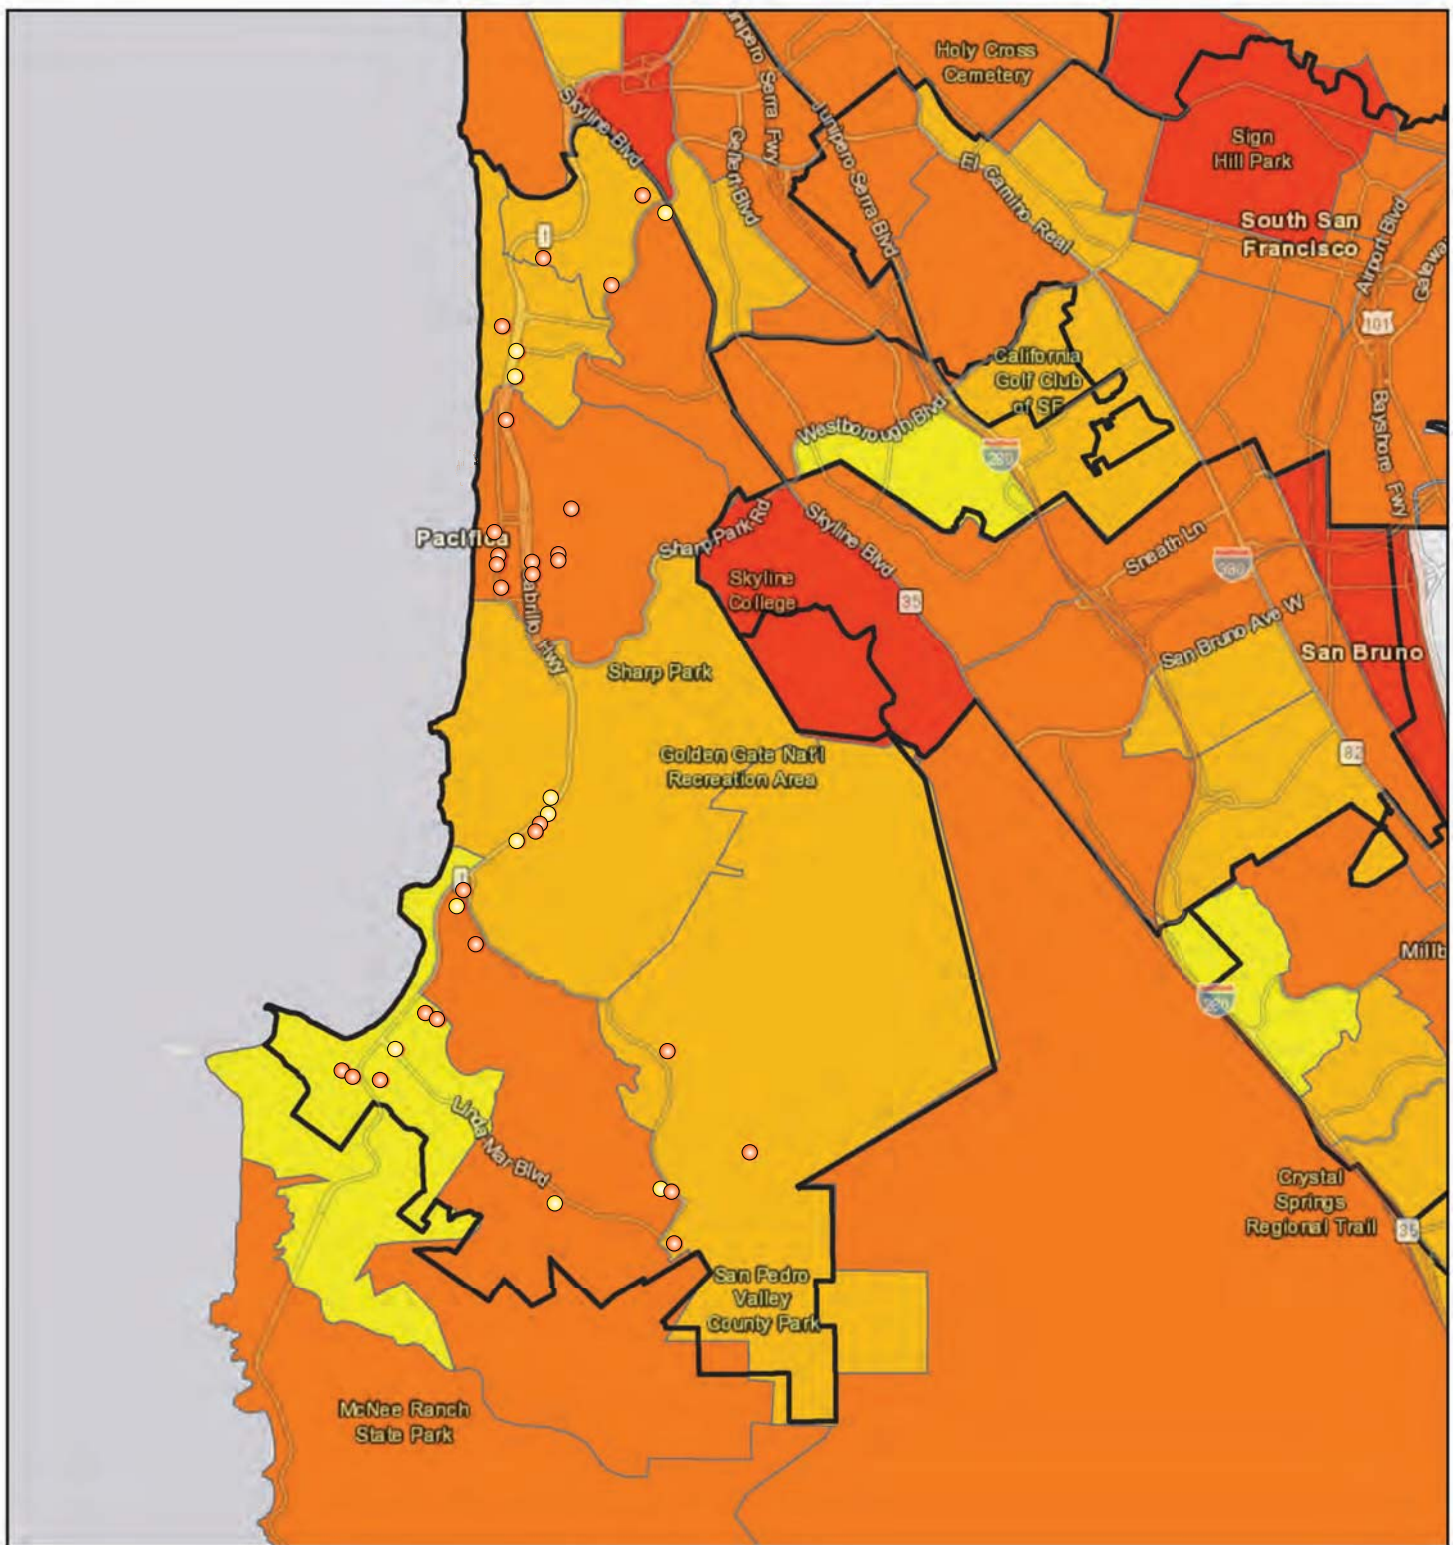 Junipero Serra Fwy
Holy Cross
Cemetery
Skyline Blvd
Gellert Blvd
Junipero Serra Blvd
El Camino Real
Sign
Hill Park
South San
Francisco
Airport Blvd
1
101
California
Golf Club
of SF
Westborough Blvd
280
Bayshore Fwy
Pacifica
Sharp Park Rd
Skyline Blvd
Sneath Ln
380
Skyline
College
35
Cabrillo Hwy
San Bruno Ave W
San Bruno
Sharp Park
82
Golden Gate Nat'l
Recreation Area
1
Millb
280
Linda Mar Blvd
Crystal
Springs
Regional Trail
35
San Pedro
Valley
County Park
McNee Ranch
State Park